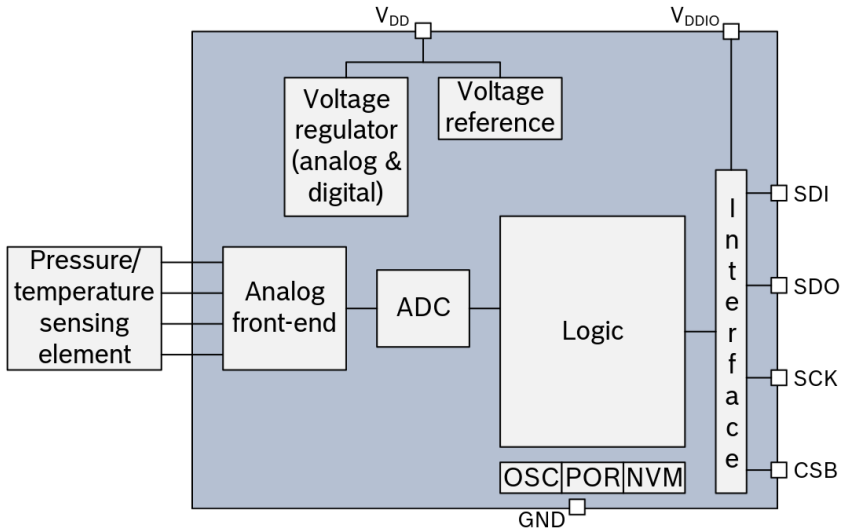 VDD
VDDIO
Voltage
regulator
(analog &
digital)
Voltage
reference
Pressure/
temperature
sensing
element
Analog
front-end
ADC
Logic
Interface
SDI
SDO
SCK
CSB
OSC POR NVM
GND